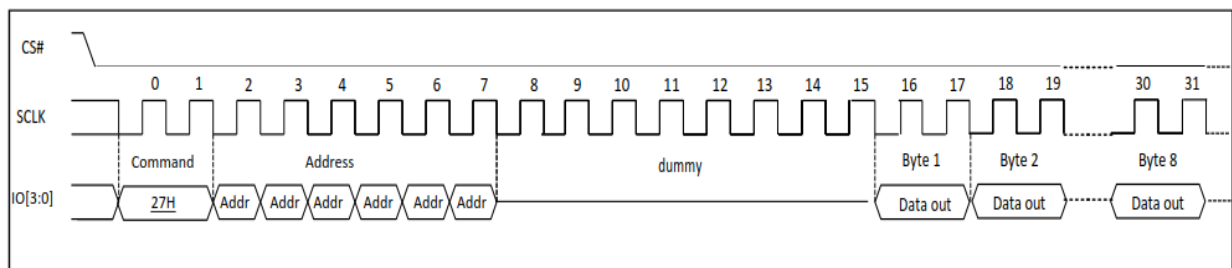 CS#
0 1 2 3 4 5 6 7 8 9 10 11 12 13 14 15 16 17 18 19 30 31
SCLK
Command Address dummy Byte 1 Byte 2 Byte 8
IO[3:0] 27H Addr Addr Addr Addr Addr Addr Data out Data out Data out